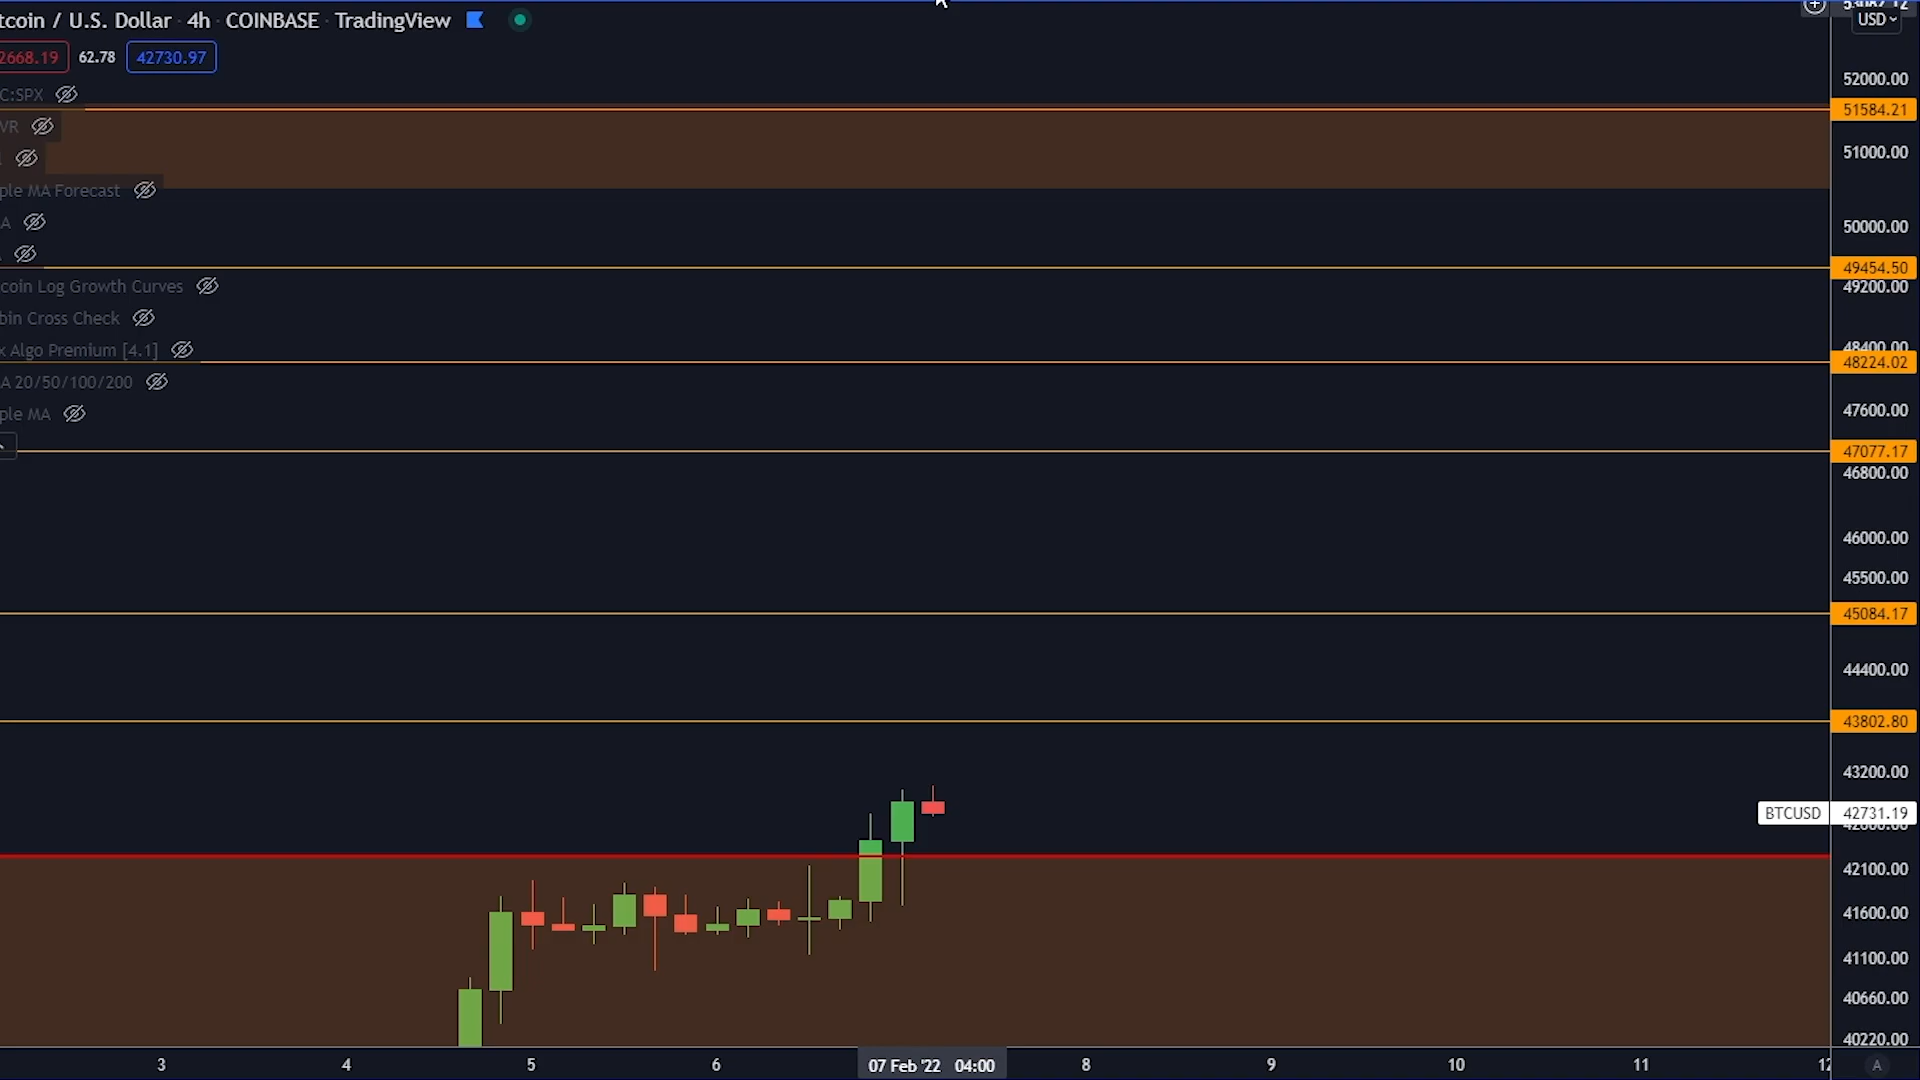 tcoin / U.S. Dollar · 4h · COINBASE · TradingView
2668.19 62.78 42730.97
C:SPX
VR
ple MA Forecast
A
coin Log Growth Curves
bin Cross Check
x Algo Premium [4.1]
A 20/50/100/200
ple MA
USD
52000.00
51584.21
51000.00
50000.00
49454.50
49200.00
48400.00
48224.02
47600.00
47077.17
46800.00
46000.00
45500.00
45084.17
44400.00
43802.80
43200.00
BTCUSD 42731.19
42100.00
41600.00
41100.00
40660.00
40220.00
3 4 5 6 07 Feb '22 04:00 8 9 10 11 12 A